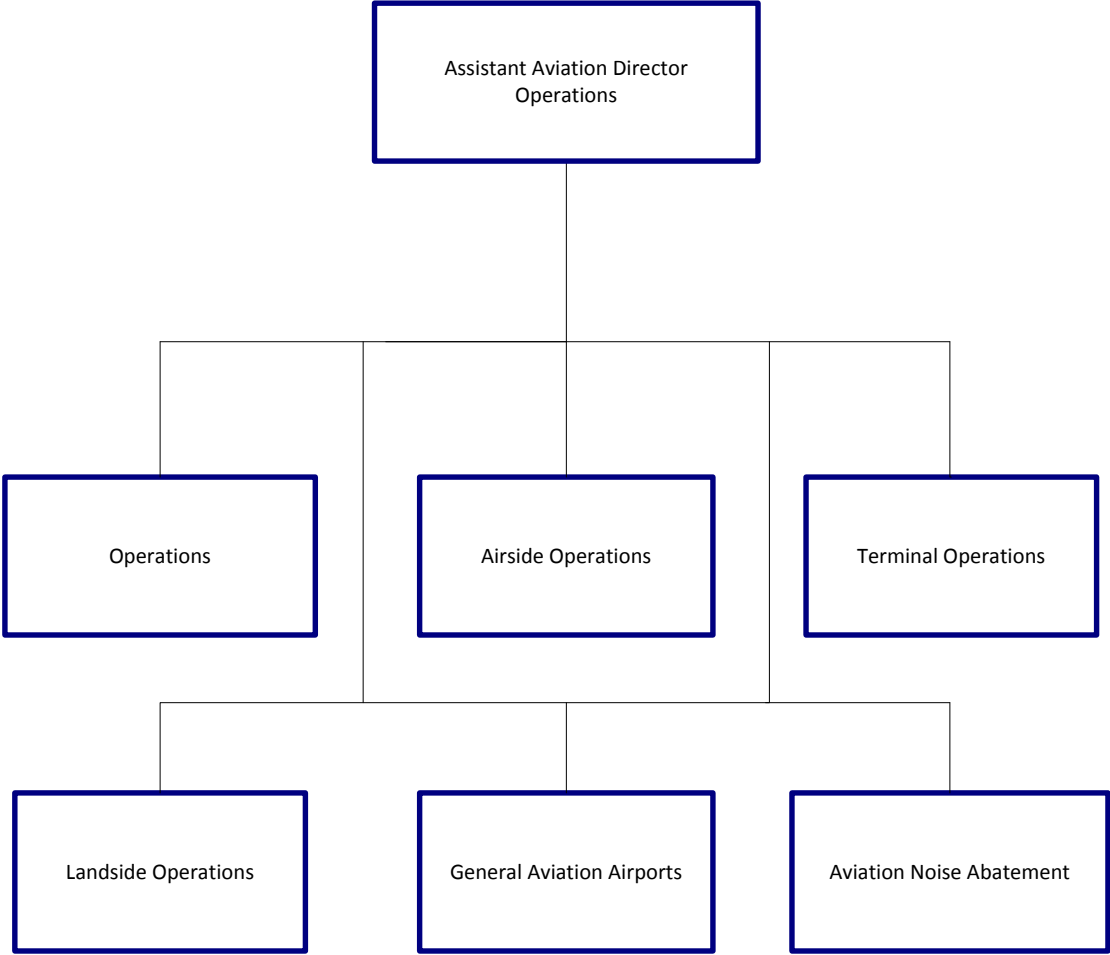 Assistant Aviation Director
Operations
Operations
Airside Operations
Terminal Operations
Landside Operations
General Aviation Airports
Aviation Noise Abatement